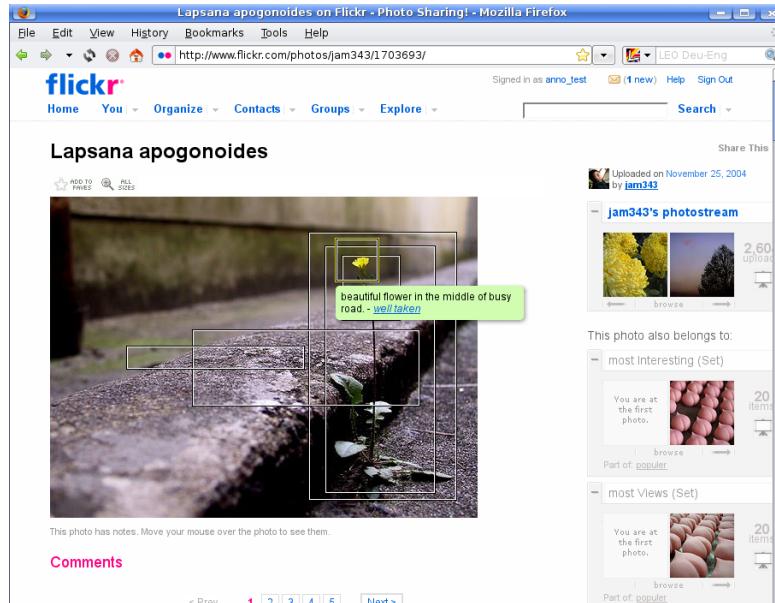 Lapsana apogonoides on Flickr - Photo Sharing! - Mozilla Firefox
File Edit View History Bookmarks Tools Help
http://www.flickr.com/photos/jam343/1703693/ LEO Deu-Eng
flickr
Signed in as anno_test (1 new) Help Sign Out
Home You Organize Contacts Groups Explore Search
Lapsana apogonoides
Share This
ADD TO FAVES
ALL SIZES
Uploaded on November 25, 2004
by jam343
jam343's photostream
browse
beautiful flower in the middle of busy
road. - well taken
This photo also belongs to:
most Interesting (Set)
You are at
the first
photo.
20
items
browse
Part of: populer
most Views (Set)
You are at
the first
photo.
20
items
browse
Part of: populer
This photo has notes. Move your mouse over the photo to see them.
Comments
< Prev 1 2 3 4 5 Next >